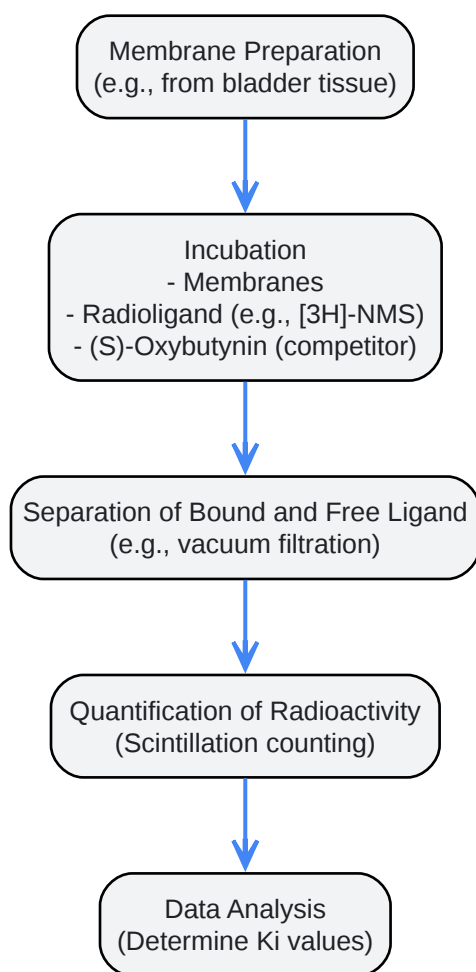 Membrane Preparation
(e.g., from bladder tissue)
Incubation
- Membranes
- Radioligand (e.g., [3H]-NMS)
- (S)-Oxybutynin (competitor)
Separation of Bound and Free Ligand
(e.g., vacuum filtration)
Quantification of Radioactivity
(Scintillation counting)
Data Analysis
(Determine Ki values)